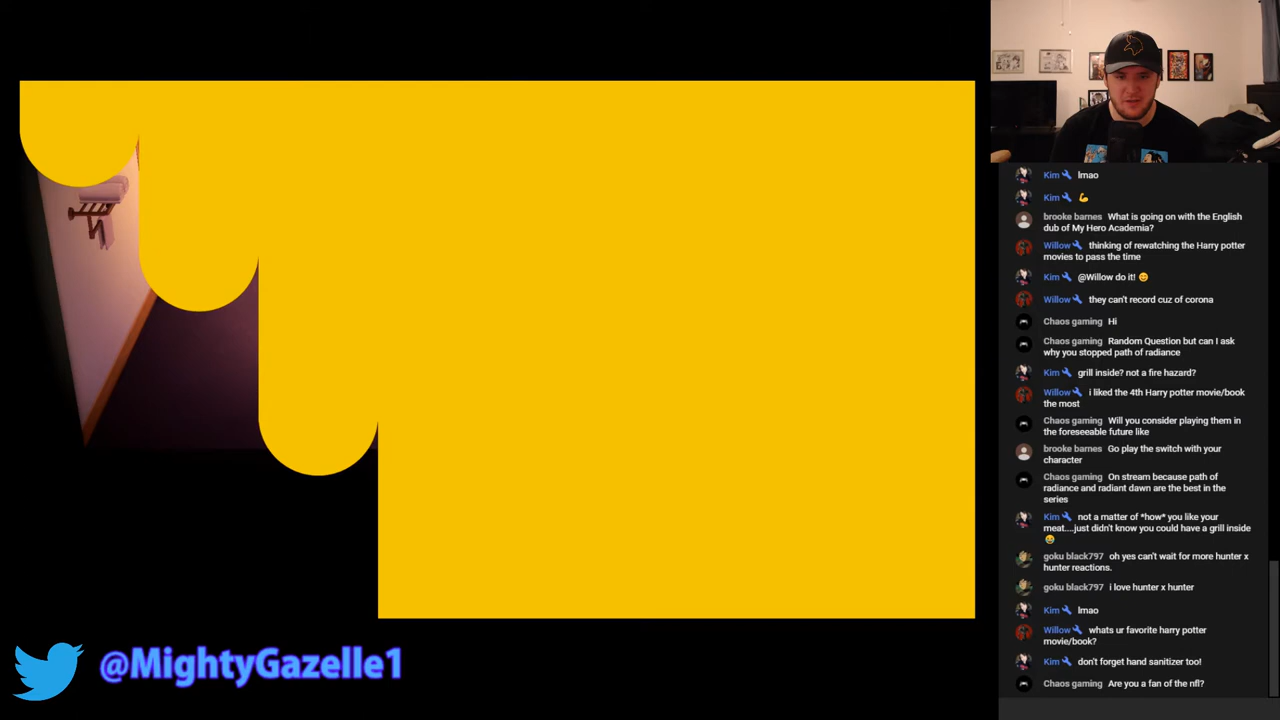 Kim lmao
Kim 💪
brooke barnes What is going on with the English
dub of My Hero Academia?
Willow thinking of rewatching the Harry potter
movies to pass the time
Kim @Willow do it! 😊
Willow they can't record cuz of corona
Chaos gaming Hi
Chaos gaming Random Question but can I ask
why you stopped path of radiance
Kim grill inside? not a fire hazard?
Willow i liked the 4th Harry potter movie/book
the most
Chaos gaming Will you consider playing them in
the foreseeable future like
brooke barnes Go play the switch with your
character
Chaos gaming On stream because path of
radiance and radiant dawn are the best in the
series
Kim not a matter of *how* you like your
meat....just didn't know you could have a grill inside
😂
goku black797 oh yes can't wait for more hunter x
hunter reactions.
goku black797 i love hunter x hunter
Kim lmao
Willow whats ur favorite harry potter
movie/book?
Kim don't forget hand sanitizer too!
Chaos gaming Are you a fan of the nfl?
@MightyGazelle1